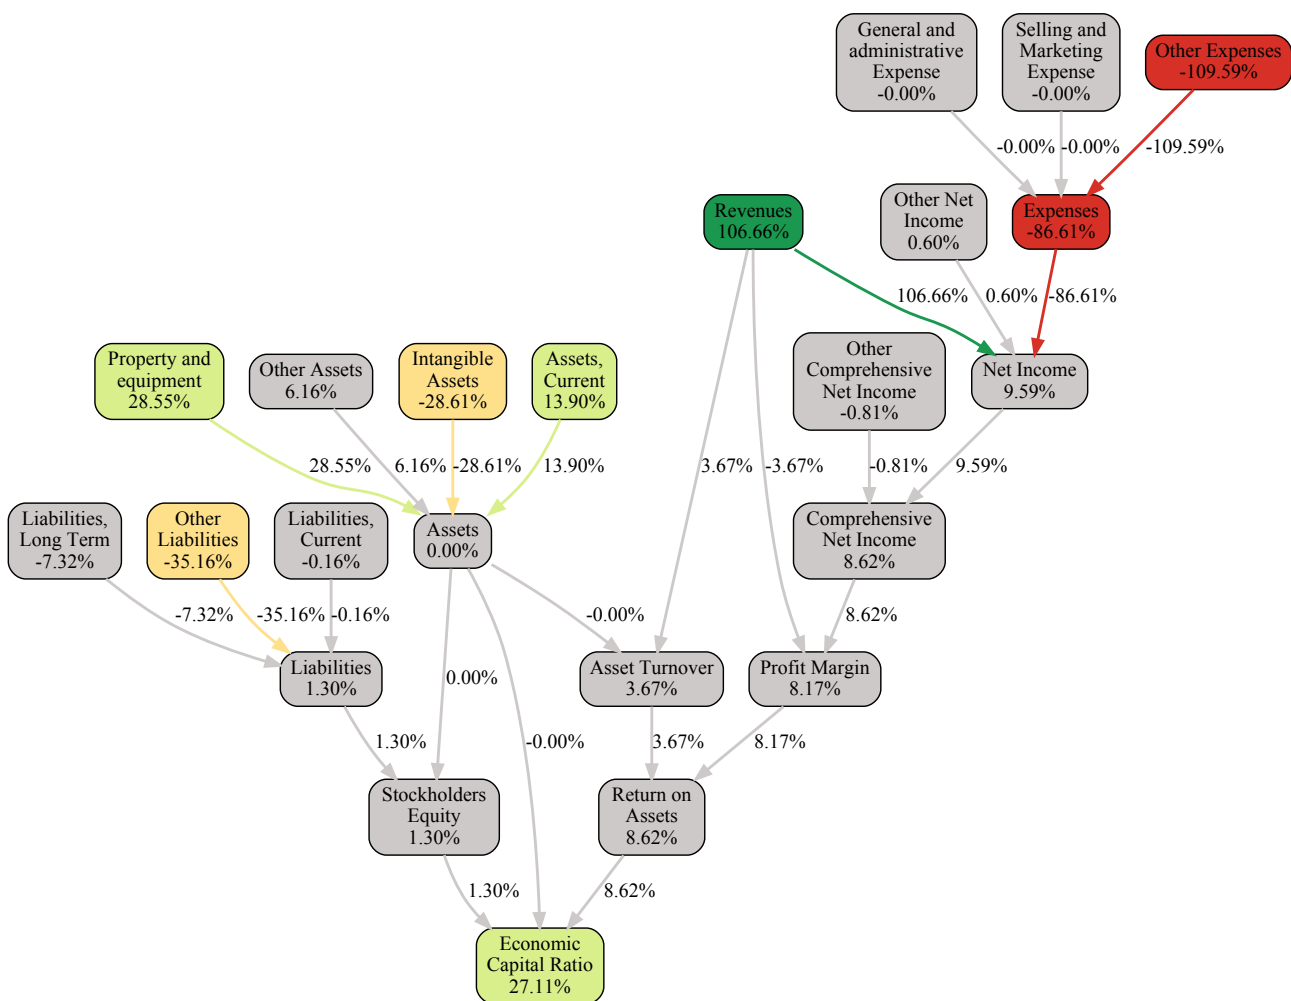 General and
administrative
Expense
-0.00%
Selling and
Marketing
Expense
-0.00%
Other Expenses
-109.59%
-0.00%
-0.00%
-109.59%
Revenues
106.66%
Other Net
Income
0.60%
Expenses
-86.61%
106.66%
0.60%
-86.61%
Property and
equipment
28.55%
Other Assets
6.16%
Intangible
Assets
-28.61%
Assets,
Current
13.90%
Other
Comprehensive
Net Income
-0.81%
Net Income
9.59%
28.55%
6.16%
-28.61%
13.90%
3.67%
-3.67%
-0.81%
9.59%
Liabilities,
Long Term
-7.32%
Other
Liabilities
-35.16%
Liabilities,
Current
-0.16%
Assets
0.00%
Comprehensive
Net Income
8.62%
-7.32%
-35.16%
-0.16%
-0.00%
8.62%
Liabilities
1.30%
0.00%
Asset Turnover
3.67%
Profit Margin
8.17%
1.30%
-0.00%
3.67%
8.17%
Stockholders
Equity
1.30%
Return on
Assets
8.62%
1.30%
8.62%
Economic
Capital Ratio
27.11%